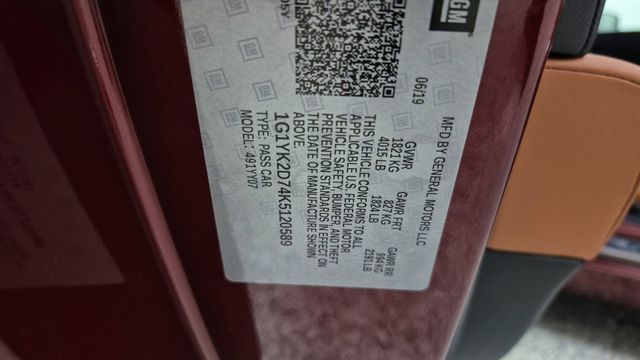 GM
MFD BY GENERAL MOTORS LLC
06/19
GVWR GAWR FRT GAWR RR
1821 KG 827 KG 994 KG
4015 LB 1824 LB 2191 LB
THIS VEHICLE CONFORMS TO ALL
APPLICABLE U.S. FEDERAL MOTOR
VEHICLE SAFETY, BUMPER, AND THEFT
PREVENTION STANDARDS IN EFFECT ON
THE DATE OF MANUFACTURE SHOWN
ABOVE.
1G1YK2D74K5120589
TYPE: PASS CAR
MODEL: 491YY07